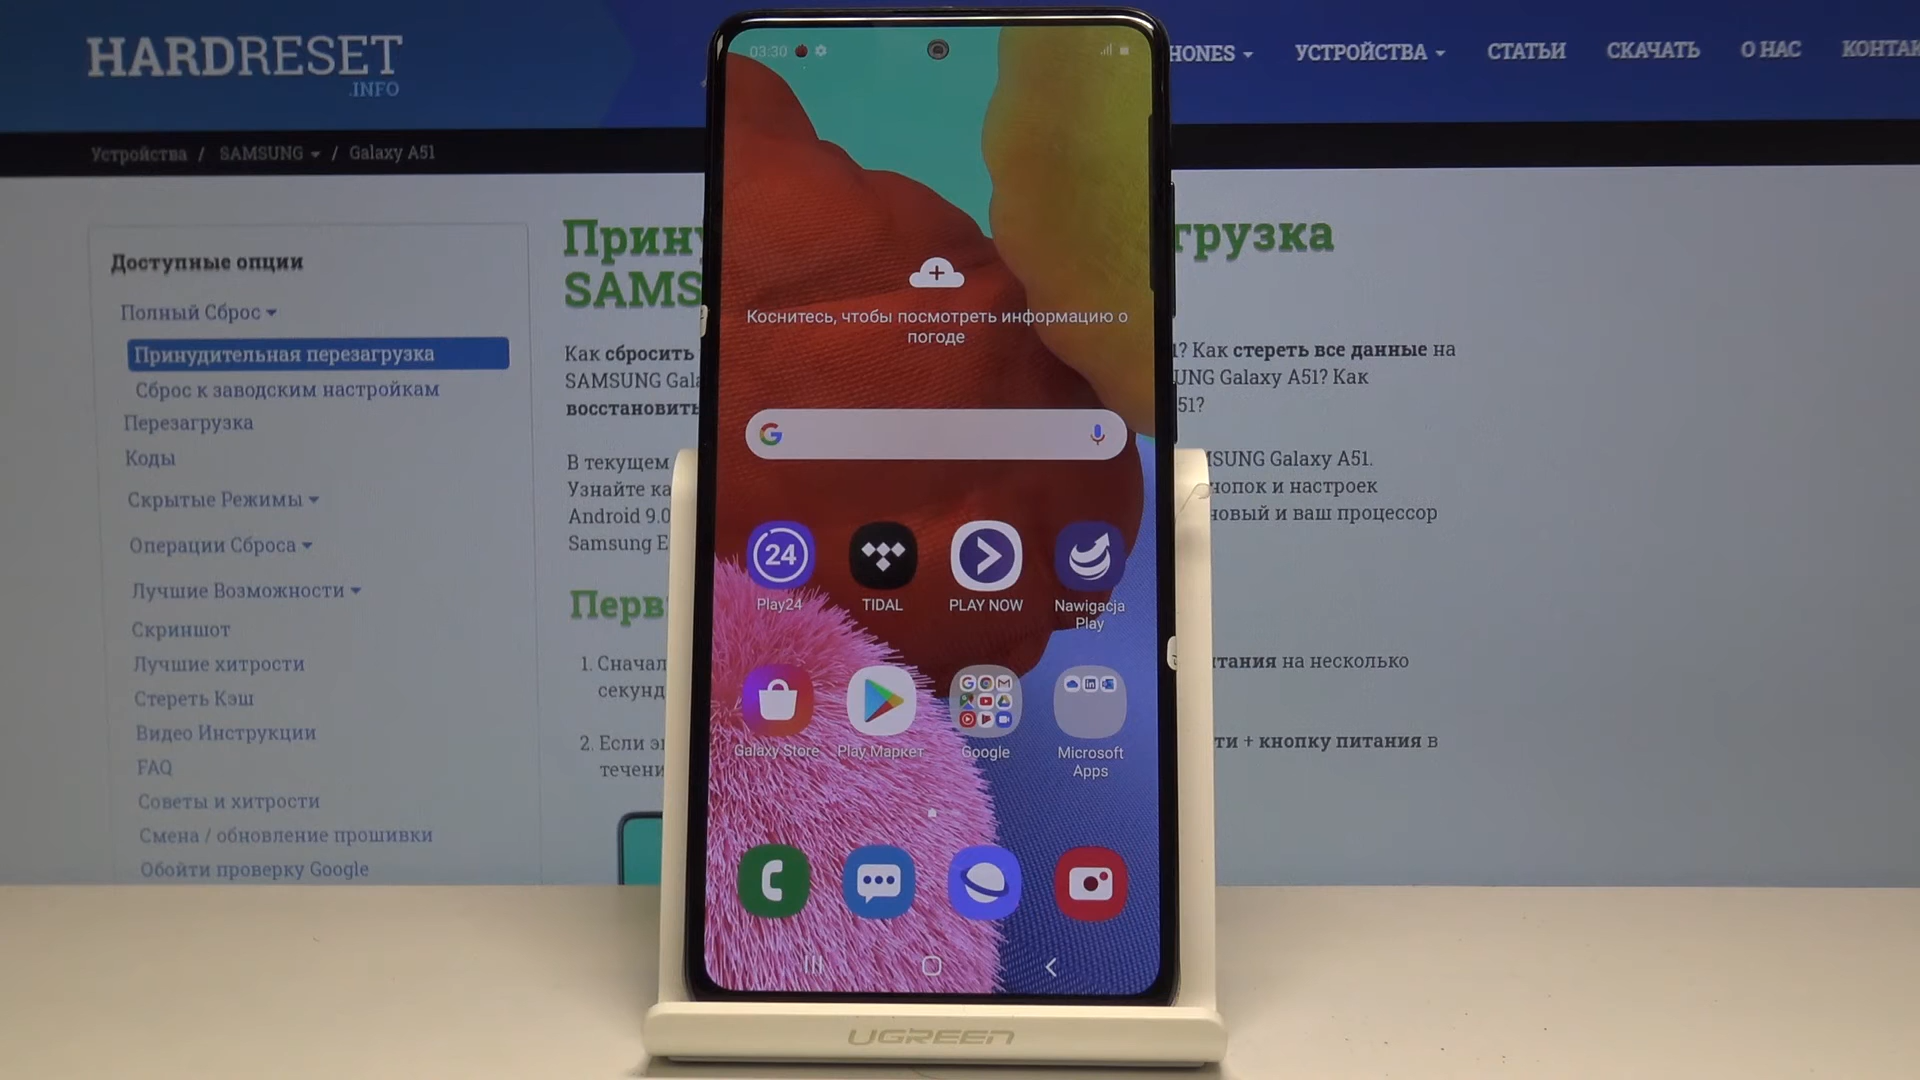 HARDRESET
.INFO
HONES
УСТРОЙСТВА
СТАТЬИ
СКАЧАТЬ
О НАС
Устройства / SAMSUNG / Galaxy A51
Доступные опции
Полный Сброс
Принудительная перезагрузка
Сброс к заводским настройкам
Перезагрузка
Коды
Скрытые Режимы
Операции Сброса
Лучшие Возможности
Скриншот
Лучшие хитрости
Стереть Кэш
Видео Инструкции
FAQ
Советы и хитрости
Смена / обновление прошивки
Обойти проверку Google
Прину
грузка
SAMS
Как сбросить
? Как стереть все данные на
SAMSUNG Gala
UNG Galaxy A51? Как
восстановить
51?
В текущем
SUNG Galaxy A51.
Узнайте ка
нопок и настроек
Android 9.0
новый и ваш процессор
Samsung E
Перв
1. Сначал
итания на несколько
секунд
2. Если э
ти + кнопку питания в
течени
03:30
Коснитесь, чтобы посмотреть информацию о
погоде
24
Play24
TIDAL
PLAY NOW
Nawigacja
Play
Galaxy Store
Play Маркет
Google
Microsoft
Apps
UGREEN